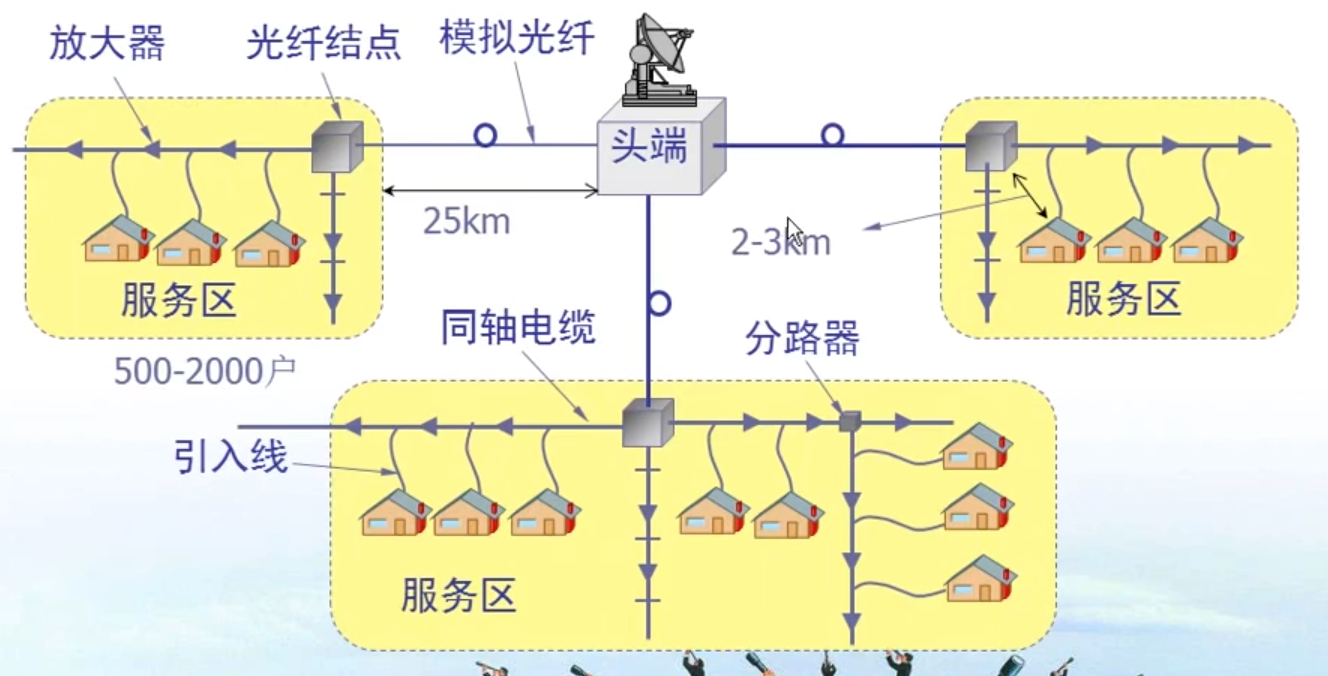 放大器
光纤结点
模拟光纤
头端
25km
2-3km
服务区
服务区
500-2000户
同轴电缆
分路器
引入线
服务区